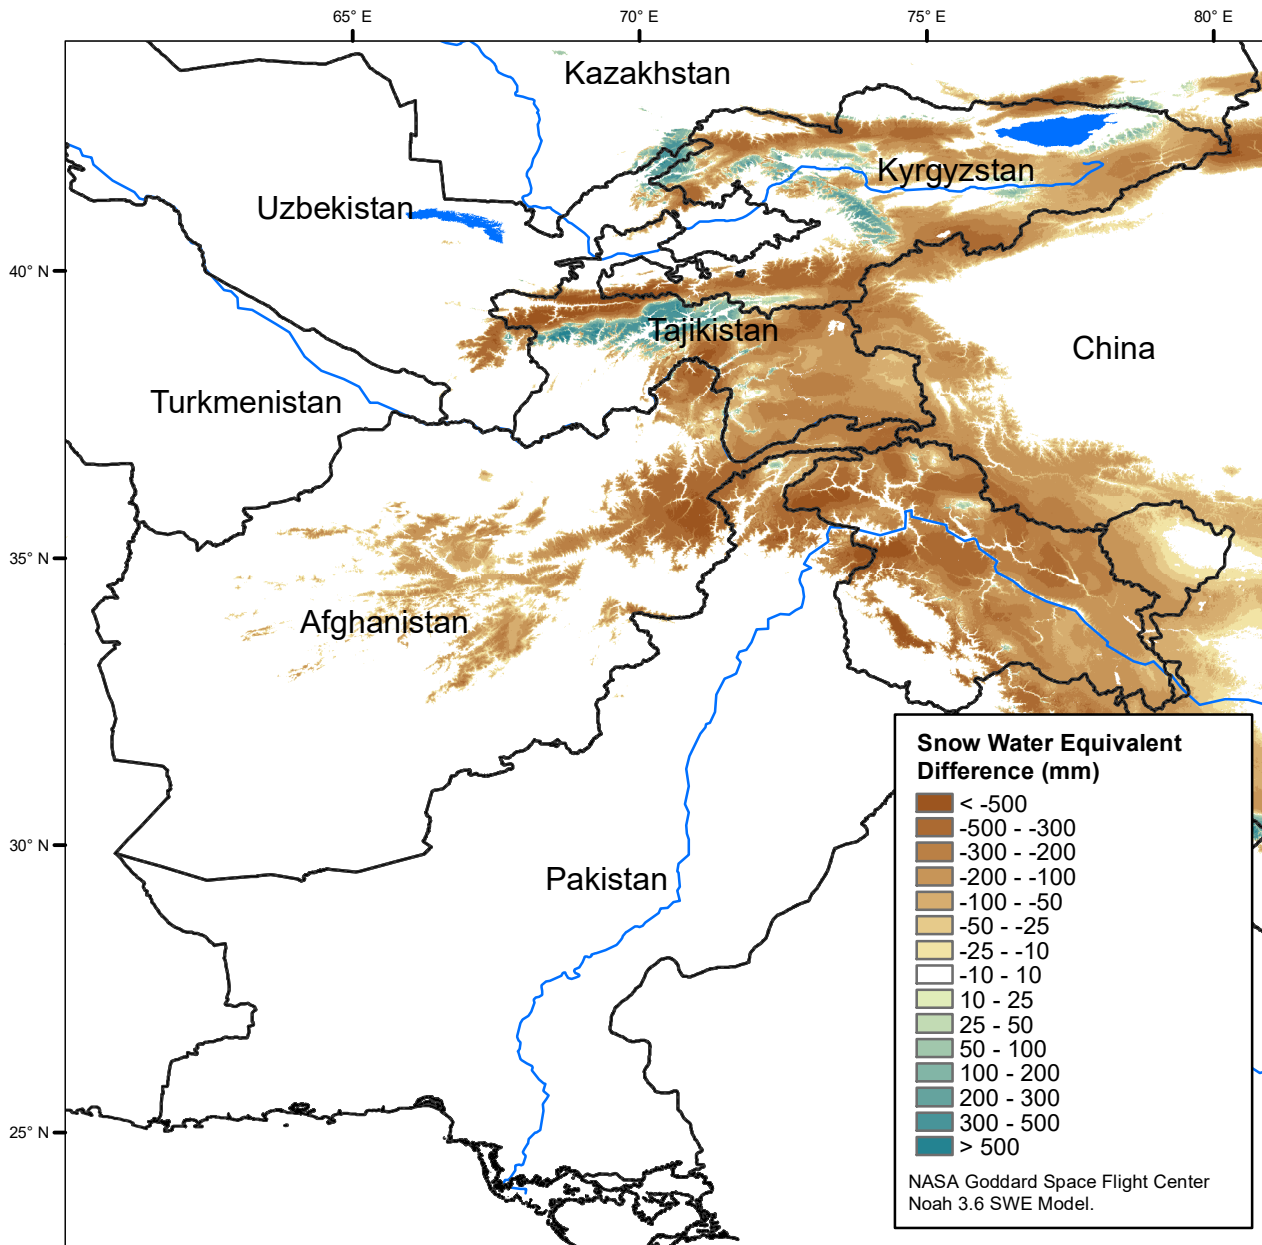 65° E
70° E
75° E
80° E
Kazakhstan
Kyrgyzstan
Uzbekistan
40° N
Tajikistan
China
Turkmenistan
35° N
Afghanistan
30° N
Pakistan
25° N
Snow Water Equivalent
Difference (mm)
< -500
-500 - -300
-300 - -200
-200 - -100
-100 - -50
-50 - -25
-25 - -10
-10 - 10
10 - 25
25 - 50
50 - 100
100 - 200
200 - 300
300 - 500
> 500
NASA Goddard Space Flight Center
Noah 3.6 SWE Model.